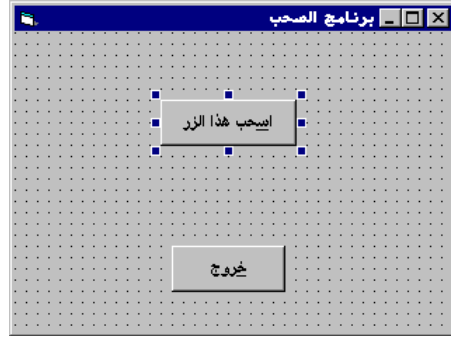 برنامج السحب
اسحب هذا الزر
خروج